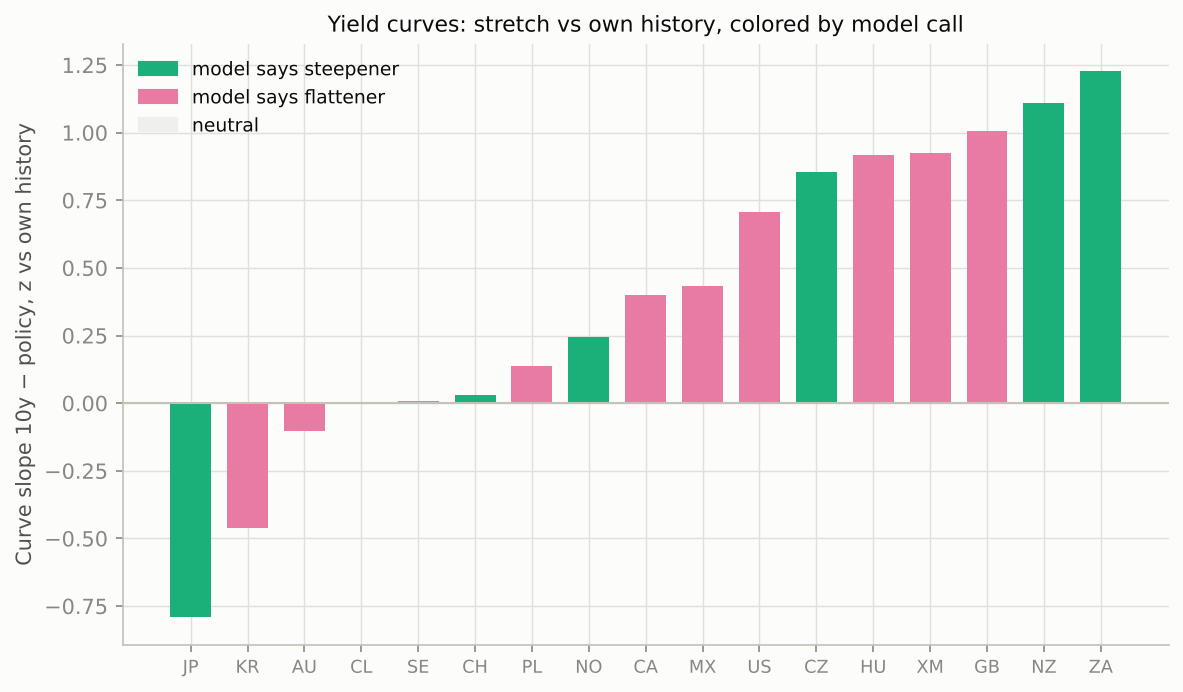 Yield curves: stretch vs own history, colored by model call
model says steepener
model says flattener
neutral
Curve slope 10y − policy, z vs own history
1.25
1.00
0.75
0.50
0.25
0.00
−0.25
−0.50
−0.75
JP KR AU CL SE CH PL NO CA MX US CZ HU XM GB NZ ZA